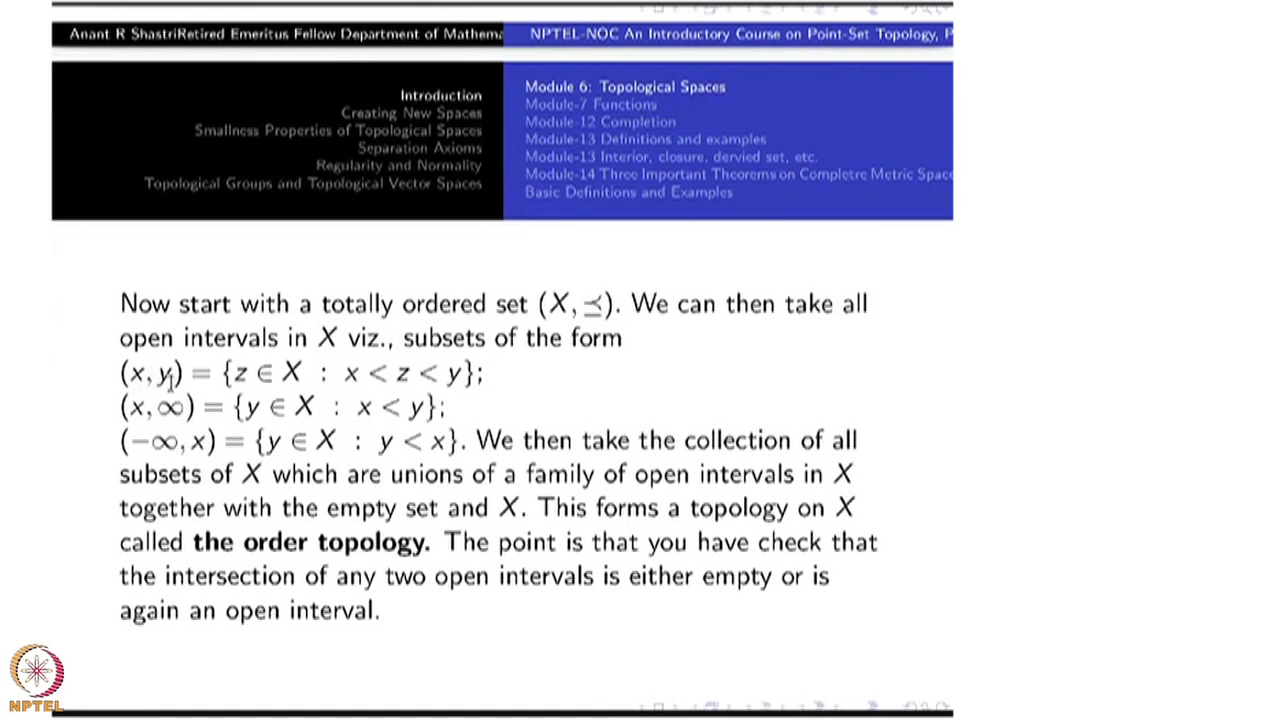 Anant R ShastriRetired Emeritus Fellow Department of Mathema
NPTEL-NOC An Introductory Course on Point-Set Topology, P
Introduction
Creating New Spaces
Smallness Properties of Topological Spaces
Separation Axioms
Regularity and Normality
Topological Groups and Topological Vector Spaces
Module 6: Topological Spaces
Module-7 Functions
Module-12 Completion
Module-13 Definitions and examples
Module-13 Interior, closure, dervied set, etc.
Module-14 Three Important Theorems on Completre Metric Space
Basic Definitions and Examples
Now start with a totally ordered set (X, ⪯). We can then take all
open intervals in X viz., subsets of the form
(x, y) = {z ∈ X : x < z < y};
(x, ∞) = {y ∈ X : x < y};
(−∞, x) = {y ∈ X : y < x}. We then take the collection of all
subsets of X which are unions of a family of open intervals in X
together with the empty set and X. This forms a topology on X
called the order topology. The point is that you have check that
the intersection of any two open intervals is either empty or is
again an open interval.
NPTEL